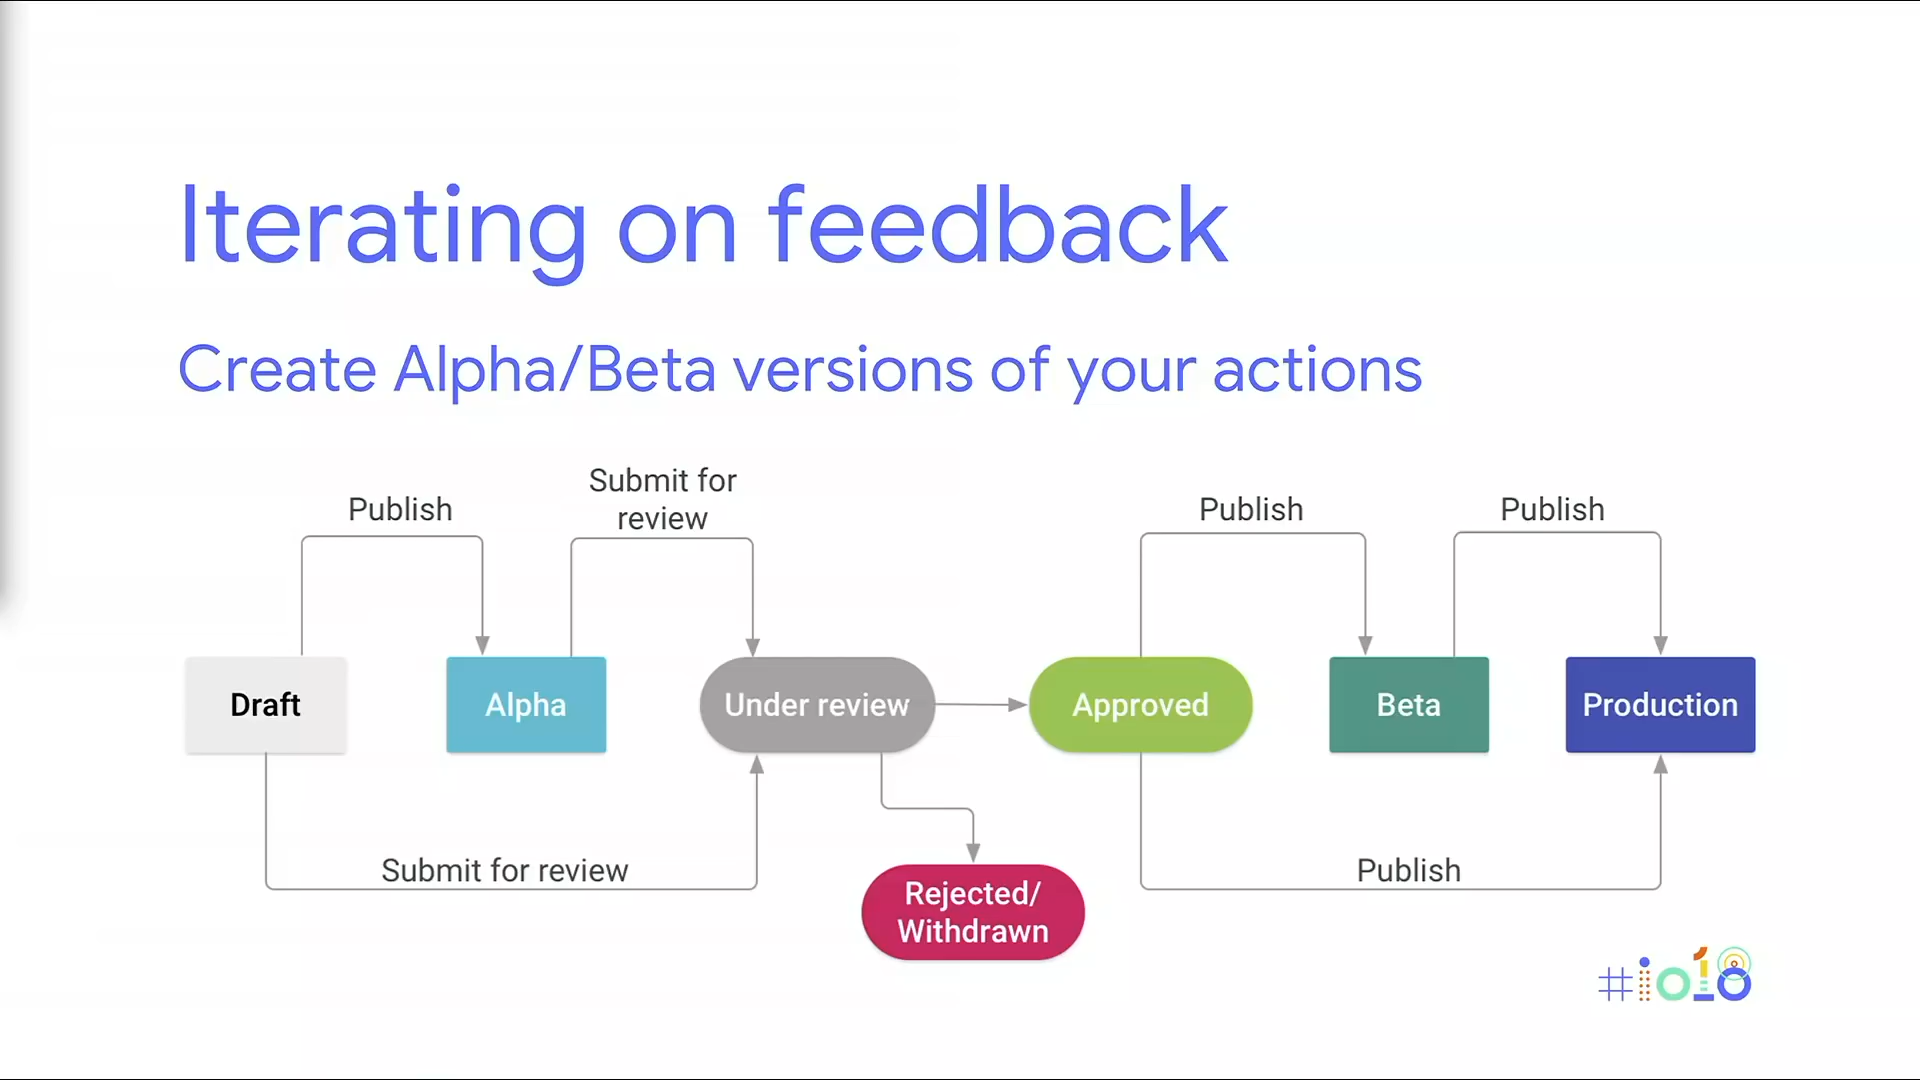 Iterating on feedback
Create Alpha/Beta versions of your actions
Publish
Submit for
review
Publish
Publish
Draft
Alpha
Under review
Approved
Beta
Production
Submit for review
Publish
Rejected/
Withdrawn
#io18